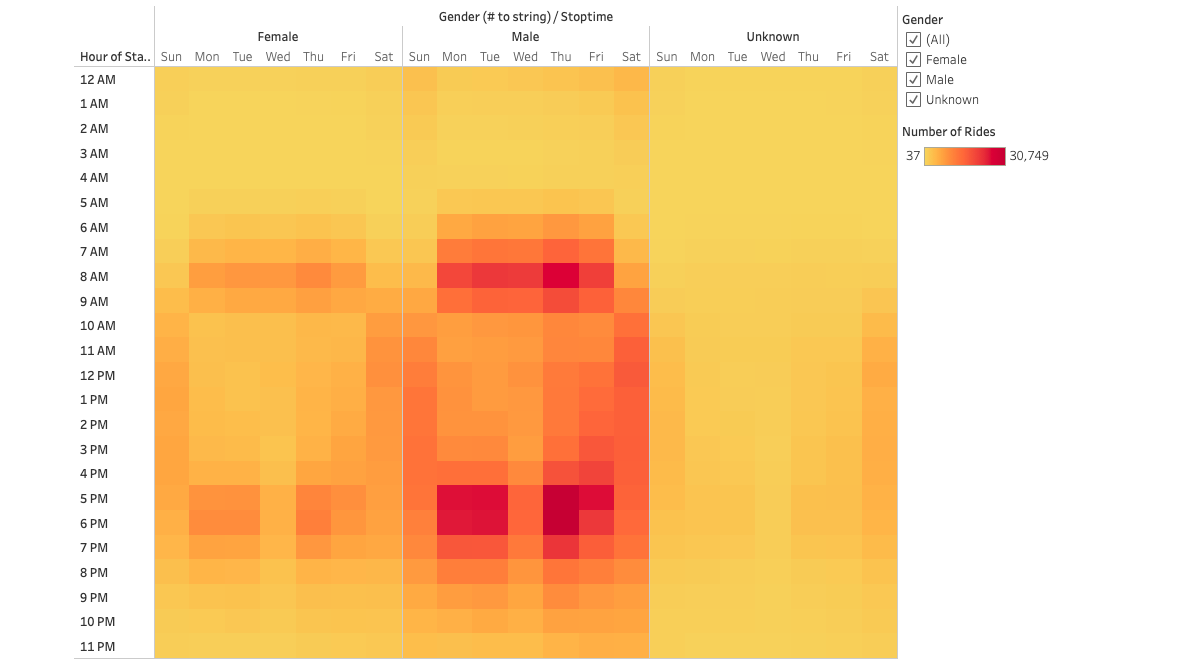 Gender (# to string) / Stoptime
Female Male Unknown
Hour of Sta.. Sun Mon Tue Wed Thu Fri Sat Sun Mon Tue Wed Thu Fri Sat Sun Mon Tue Wed Thu Fri Sat
12 AM
1 AM
2 AM
3 AM
4 AM
5 AM
6 AM
7 AM
8 AM
9 AM
10 AM
11 AM
12 PM
1 PM
2 PM
3 PM
4 PM
5 PM
6 PM
7 PM
8 PM
9 PM
10 PM
11 PM
Gender
(All)
Female
Male
Unknown
Number of Rides
37 30,749